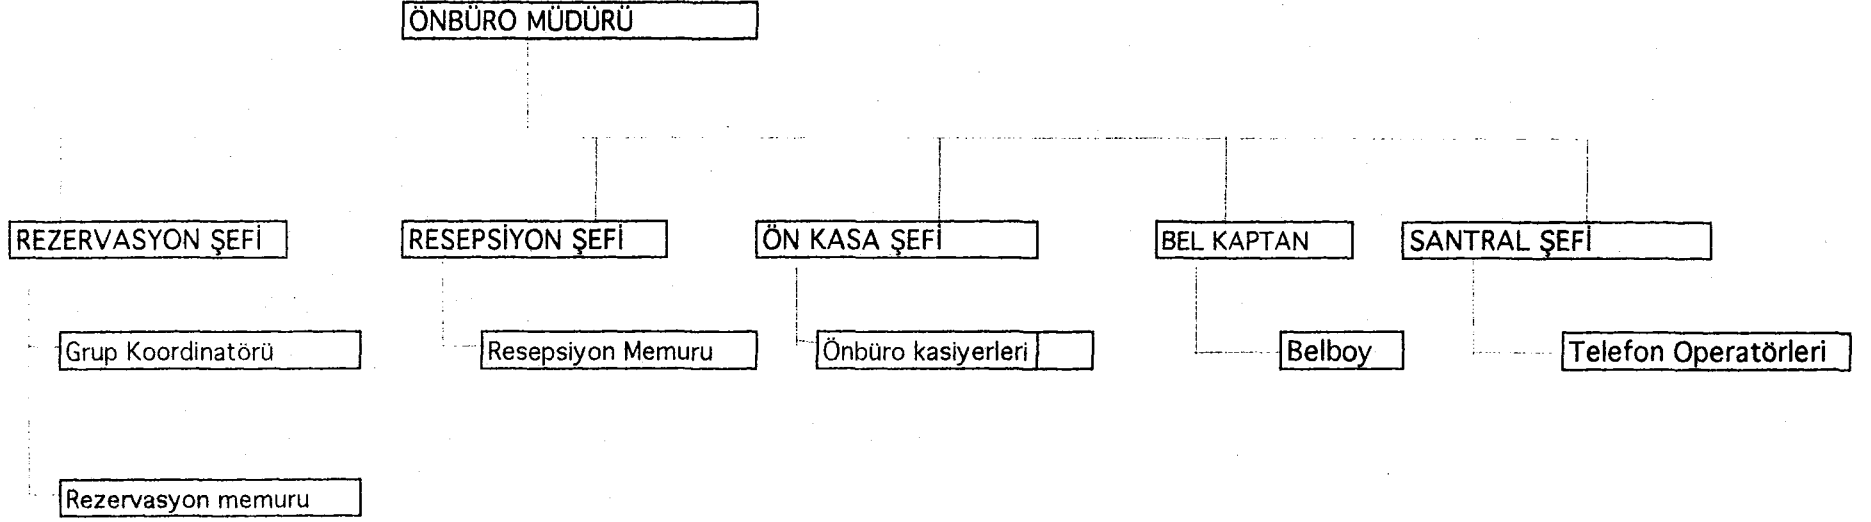 ÖNBÜRO MÜDÜRÜ
REZERVASYON ŞEFİ
RESEPSİYON ŞEFİ
ÖN KASA ŞEFİ
BEL KAPTAN
SANTRAL ŞEFİ
Grup Koordinatörü
Resepsiyon Memuru
Önbüro kasiyerleri
Belboy
Telefon Operatörleri
Rezervasyon memuru